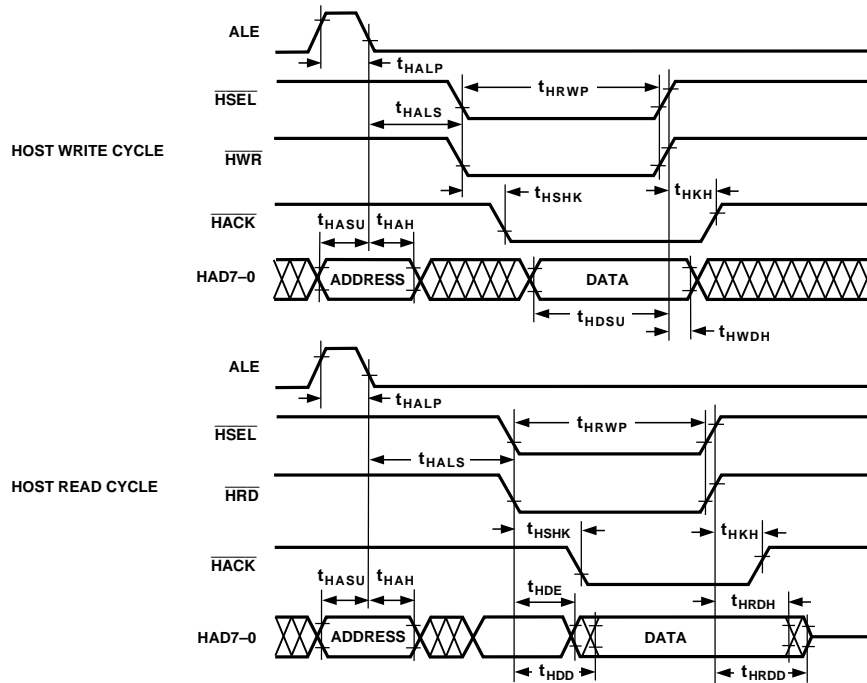 ALE
tHALP
HSEL
tHRWP
tHALS
HOST WRITE CYCLE
HWR
tHSHK
tHKH
HACK
tHASU
tHAH
HAD7–0
ADDRESS
DATA
tHDSU
tHWDH
ALE
tHALP
HSEL
tHRWP
tHALS
HOST READ CYCLE
HRD
tHSHK
tHKH
HACK
tHASU
tHAH
tHDE
tHRDH
HAD7–0
ADDRESS
DATA
tHDD
tHRDD